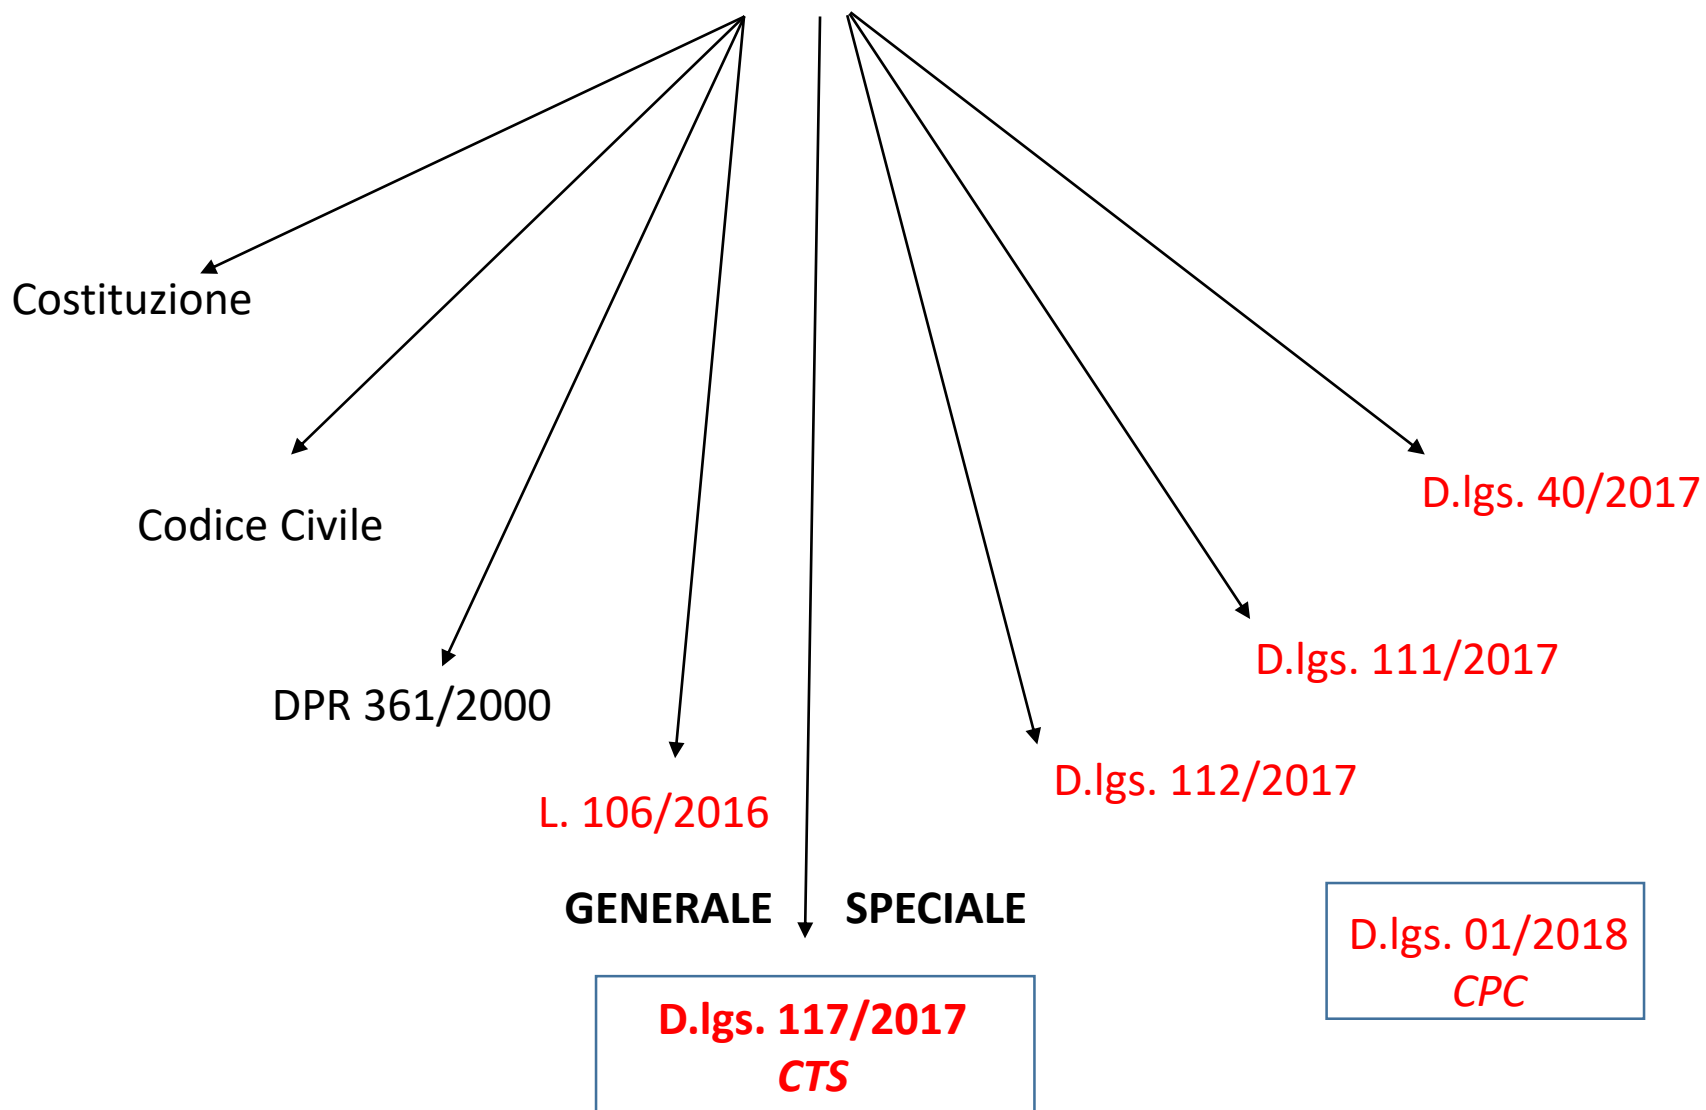 Costituzione
Codice Civile
DPR 361/2000
L. 106/2016
D.lgs. 40/2017
D.lgs. 111/2017
D.lgs. 112/2017
GENERALE SPECIALE
D.lgs. 117/2017
CTS
D.lgs. 01/2018
CPC